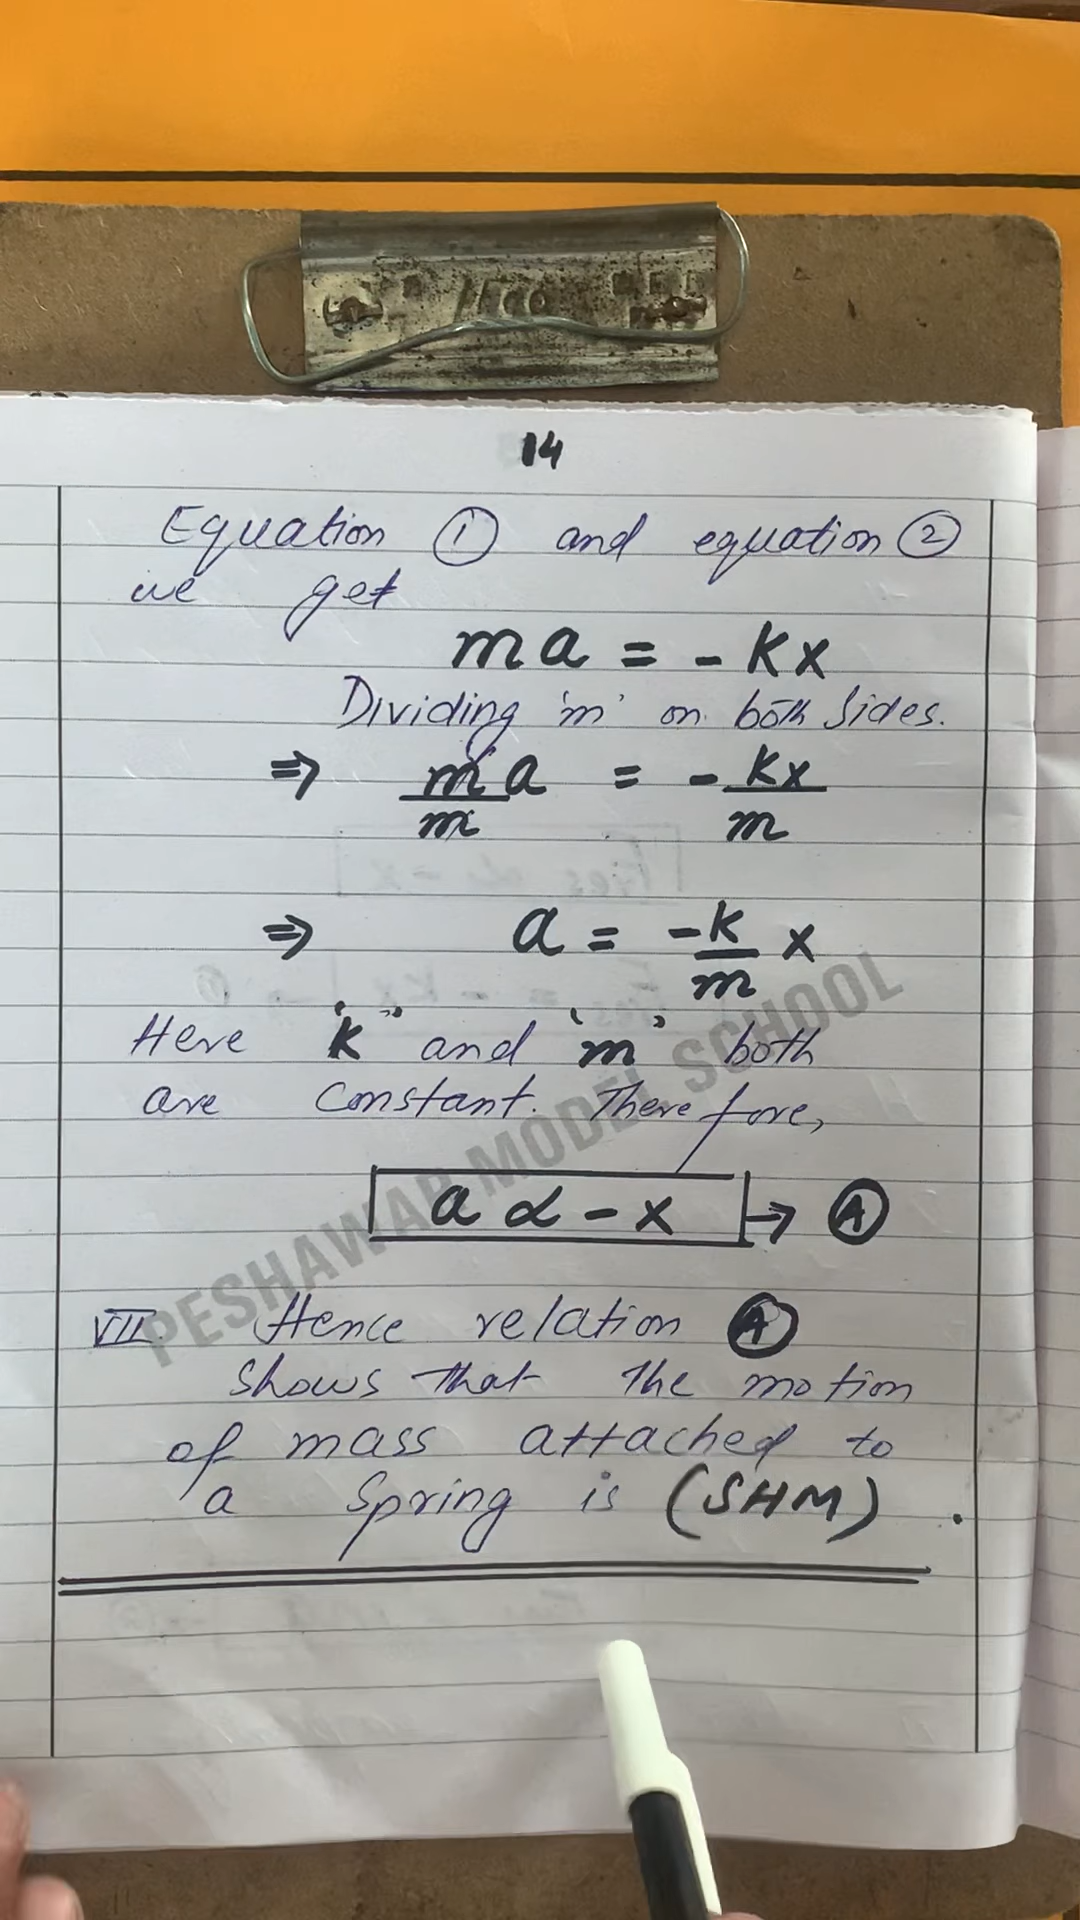 14
Equation ① and equation ②
we get
ma = - kx
Dividing 'm' on both sides.
⇒ ma/m = - kx/m
⇒ a = -k/m x
Here 'k' and 'm' both
are constant. Therefore,
a α - x → Ⓐ
VII. Hence relation Ⓐ
shows that the motion
of mass attached to
a spring is (SHM).
PESHAWAR MODEL SCHOOL